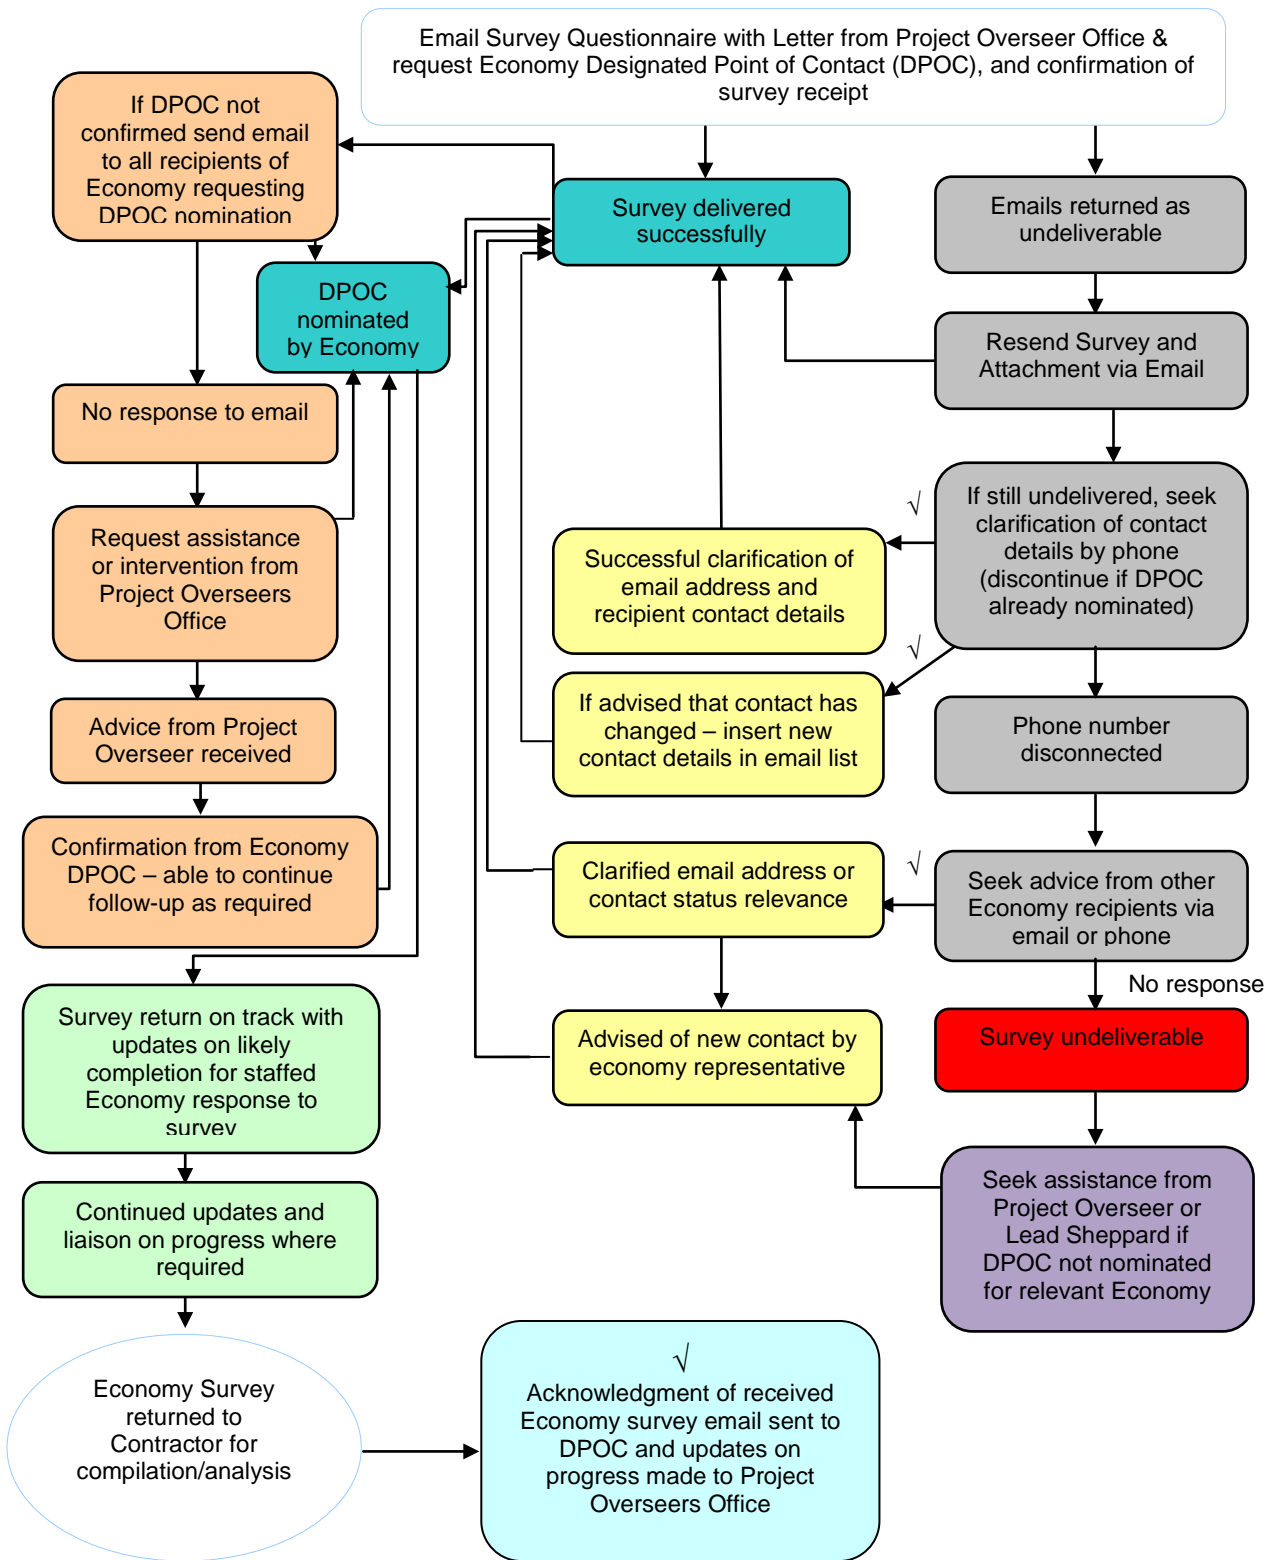 Email Survey Questionnaire with Letter from Project Overseer Office &
request Economy Designated Point of Contact (DPOC), and confirmation of
survey receipt
If DPOC not
confirmed send email
to all recipients of
Economy requesting
DPOC nomination
Survey delivered
successfully
Emails returned as
undeliverable
DPOC
nominated
by Economy
Resend Survey and
Attachment via Email
No response to email
If still undelivered, seek
clarification of contact
details by phone
(discontinue if DPOC
already nominated)
√
Request assistance
or intervention from
Project Overseers
Office
Successful clarification of
email address and
recipient contact details
√
Advice from Project
Overseer received
If advised that contact has
changed – insert new
contact details in email list
Phone number
disconnected
Confirmation from Economy
DPOC – able to continue
follow-up as required
Clarified email address or
contact status relevance
√
Seek advice from other
Economy recipients via
email or phone
No response
Survey return on track with
updates on likely
completion for staffed
Economy response to
survey
Advised of new contact by
economy representative
Survey undeliverable
Continued updates and
liaison on progress where
required
Seek assistance from
Project Overseer or
Lead Sheppard if
DPOC not nominated
for relevant Economy
Economy Survey
returned to
Contractor for
compilation/analysis
√
Acknowledgment of received
Economy survey email sent to
DPOC and updates on
progress made to Project
Overseers Office